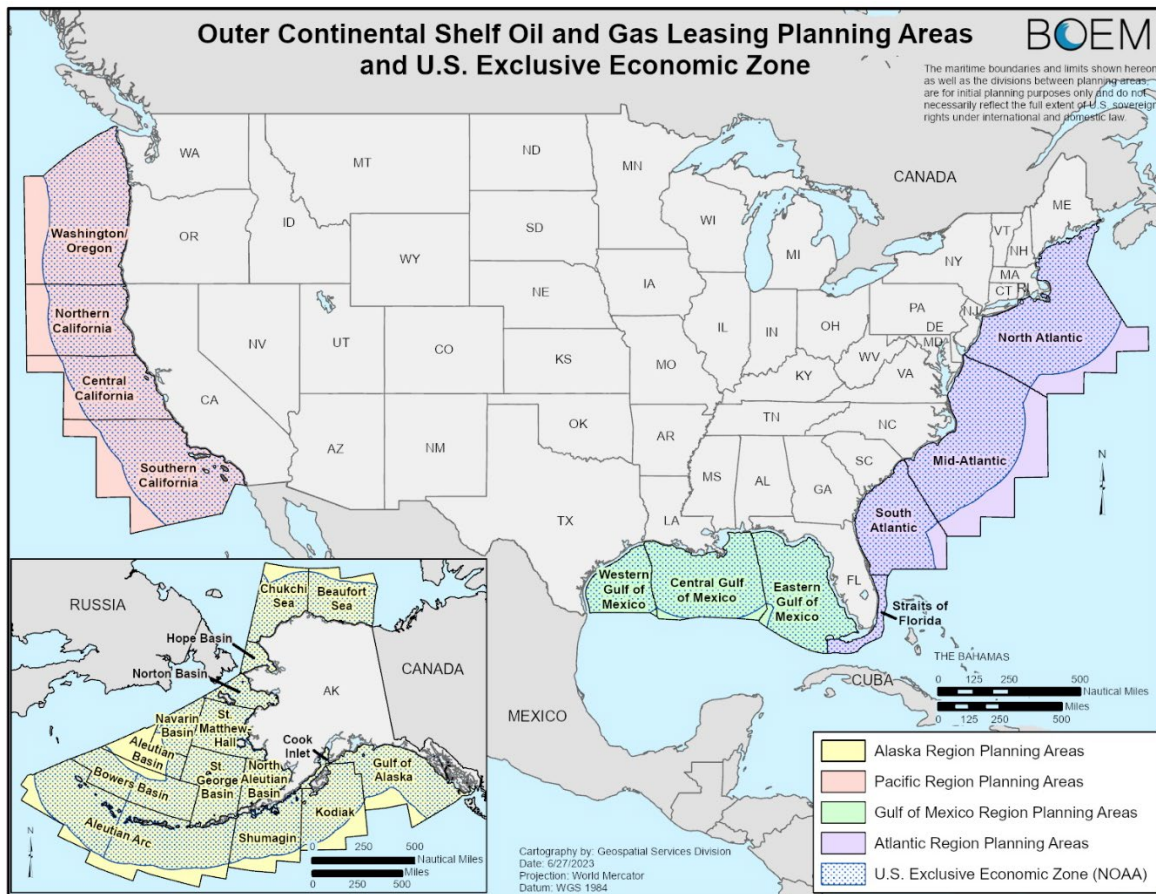 Outer Continental Shelf Oil and Gas Leasing Planning Areas
and U.S. Exclusive Economic Zone
BOEM
The maritime boundaries and limits shown hereon,
as well as the divisions between planning areas,
are for initial planning purposes only and do not
necessarily reflect the full extent of U.S. sovereign
rights under international and domestic law.
WA
MT
ND
MN
CANADA
ME
OR
ID
SD
WI
MI
VT
NH
NY
MA
CT
RI
WY
IA
NE
PA
NJ
NV
UT
CO
IL
IN
OH
DE
MD
WV
VA
KS
MO
KY
CA
AZ
NM
OK
AR
TN
NC
SC
MS
AL
GA
TX
LA
FL
Washington/
Oregon
Northern
California
Central
California
Southern
California
North Atlantic
Mid-Atlantic
South
Atlantic
N
Western
Gulf of
Mexico
Central Gulf
of Mexico
Eastern
Gulf of
Mexico
Straits of
Florida
THE BAHAMAS
CUBA
MEXICO
0 125 250 500
Nautical Miles
Miles
0 125 250 500
RUSSIA
Chukchi
Sea
Beaufort
Sea
Hope Basin
Norton Basin
CANADA
AK
Navarin
Basin
St.
Matthew-
Hall
Aleutian
Basin
Cook
Inlet
Bowers Basin
St.
George
Basin
North
Aleutian
Basin
Gulf of
Alaska
Kodiak
Aleutian Arc
Shumagin
N
0 250 500
Nautical Miles
Miles
0 250 500
Cartography by: Geospatial Services Division
Date: 6/27/2023
Projection: World Mercator
Datum: WGS 1984
Alaska Region Planning Areas
Pacific Region Planning Areas
Gulf of Mexico Region Planning Areas
Atlantic Region Planning Areas
U.S. Exclusive Economic Zone (NOAA)